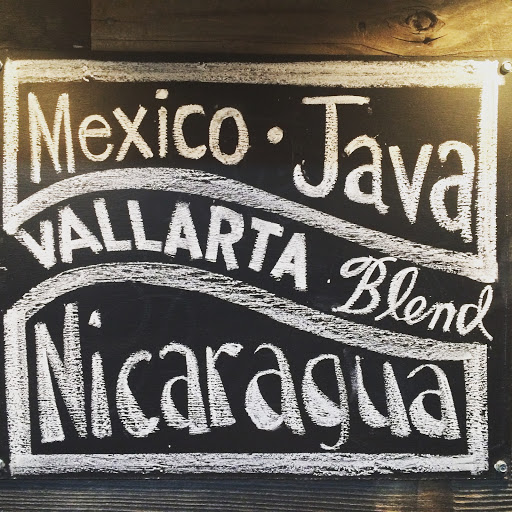 Mexico · Java
VALLARTA Blend
Nicaragua